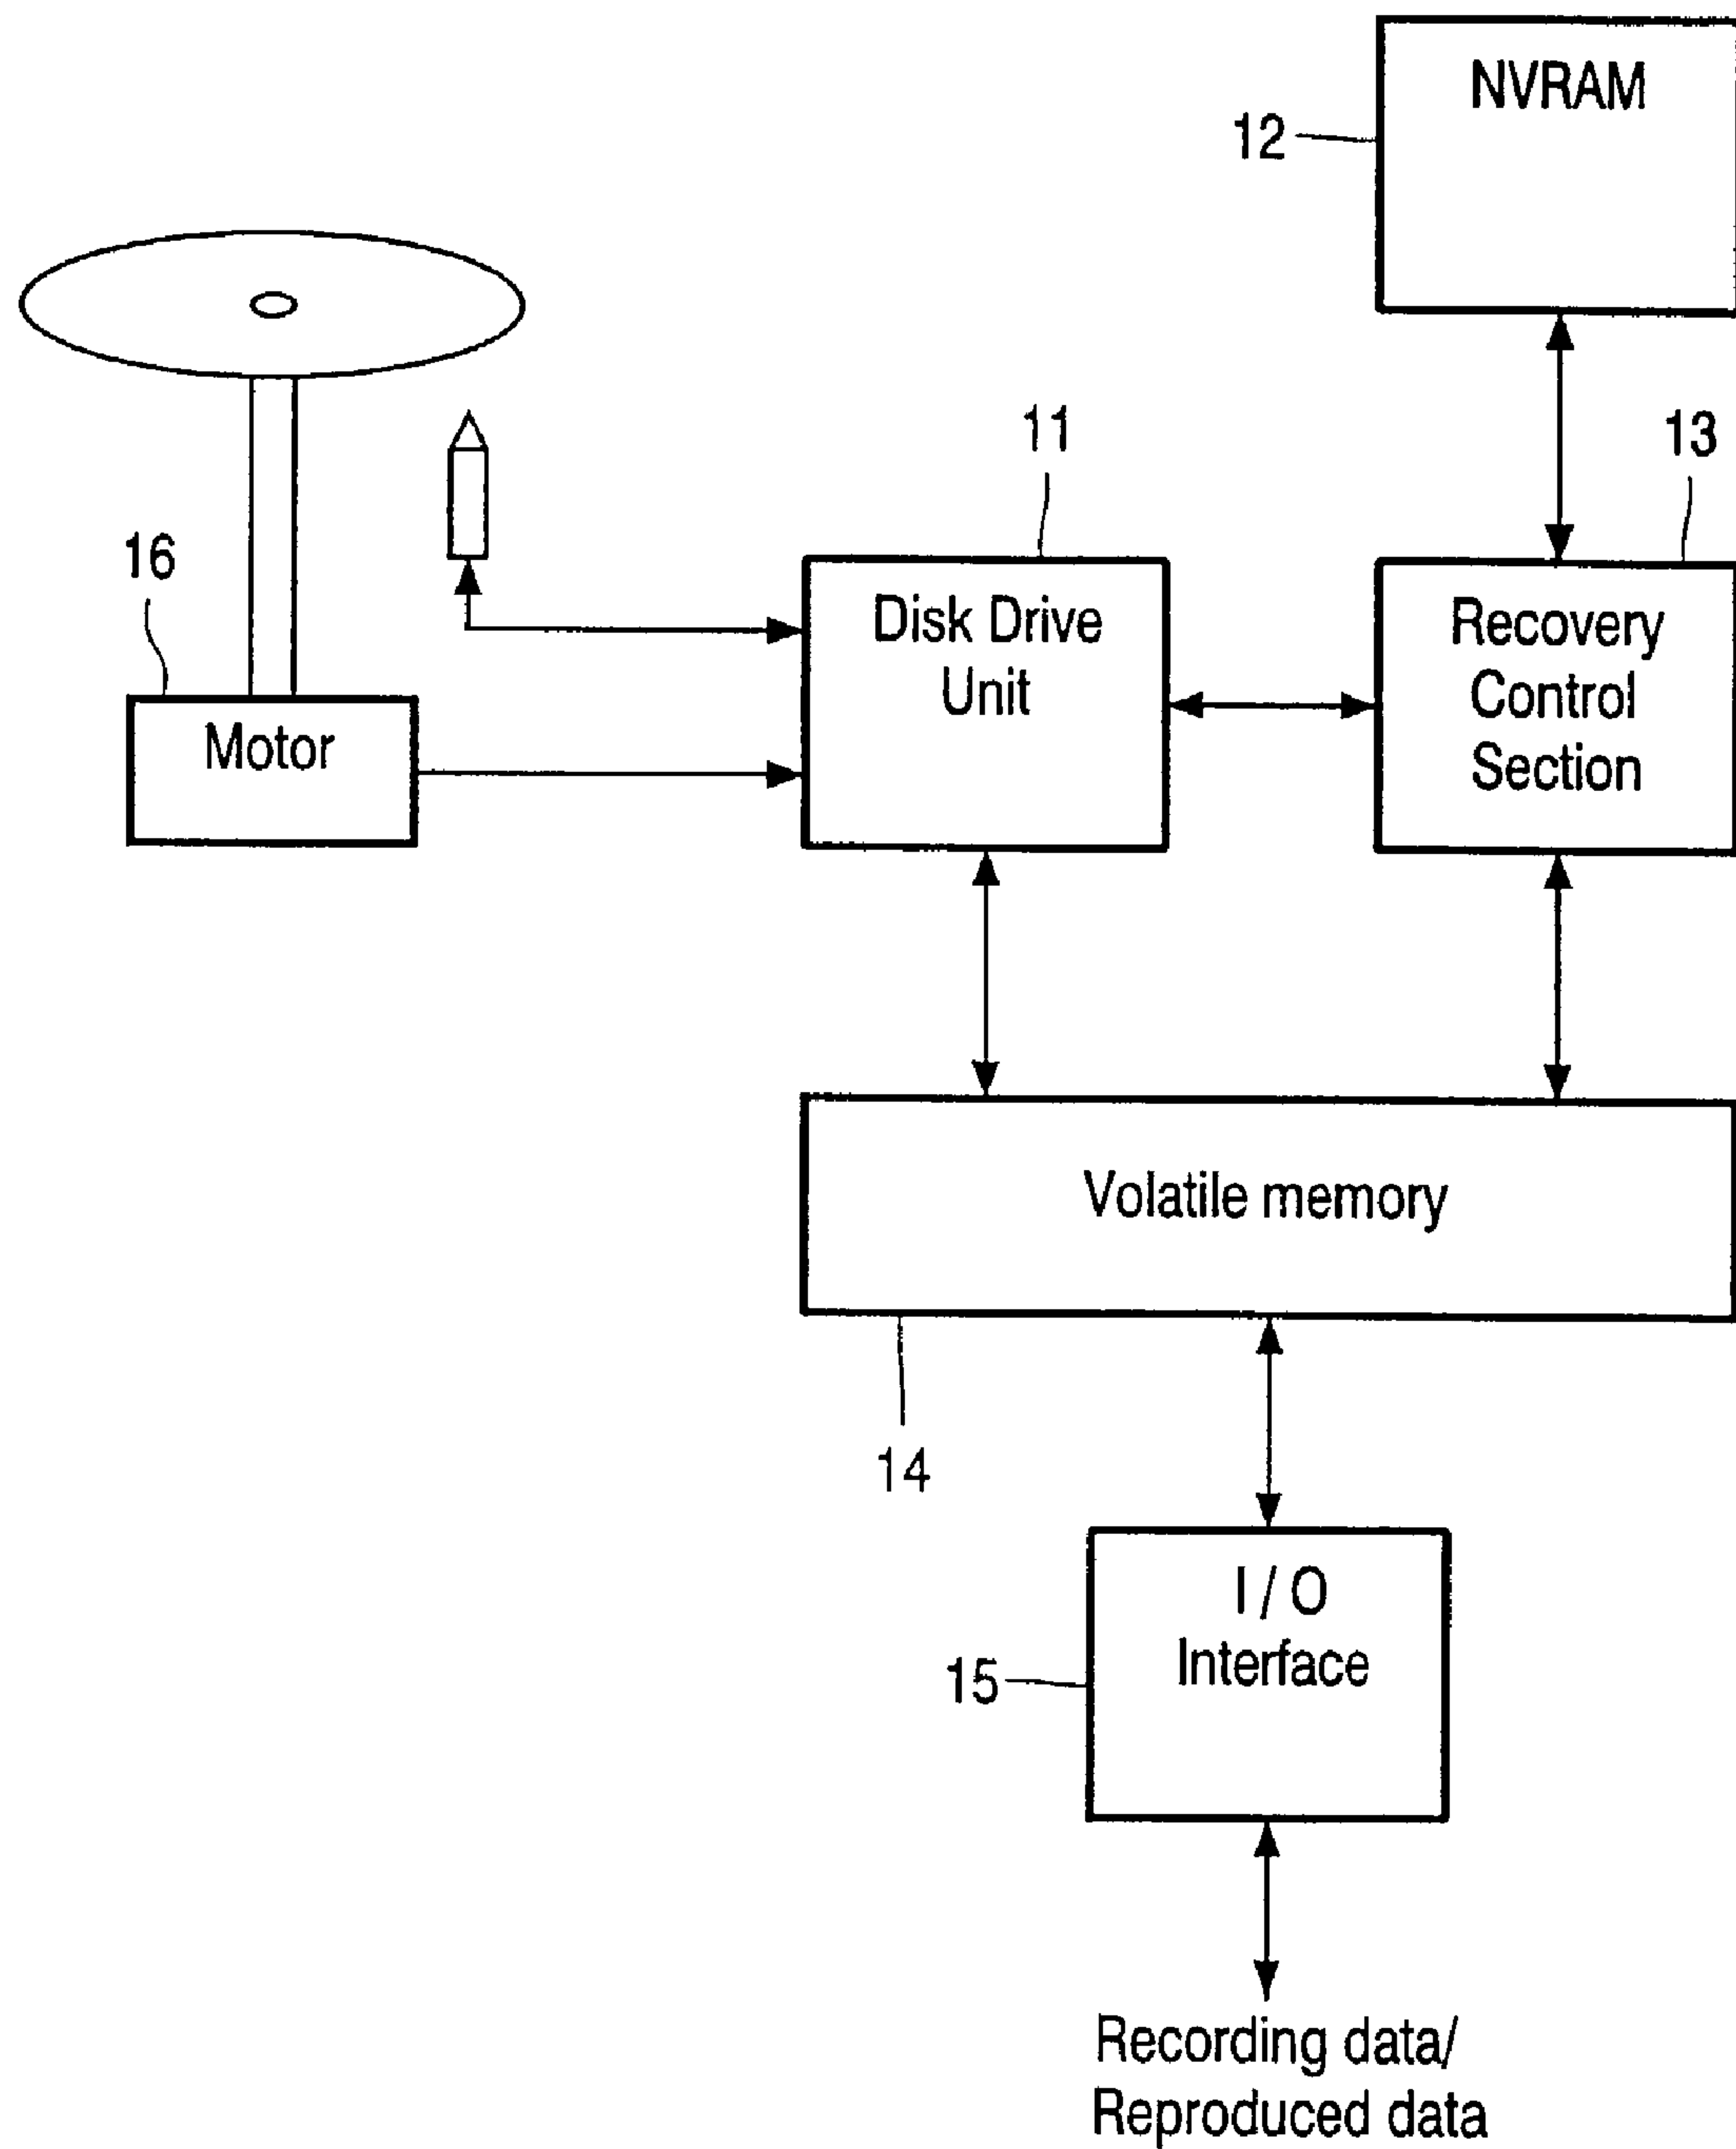 NVRAM
12
11
13
16
Disk Drive
Unit
Recovery
Control
Section
Motor
Volatile memory
14
I / O
Interface
15
Recording data/
Reproduced data